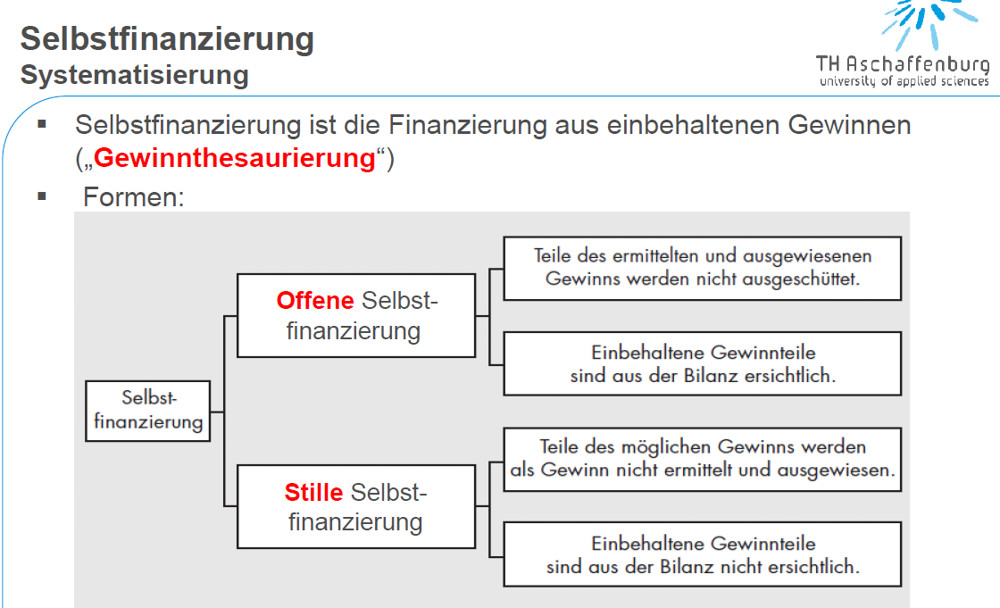 Selbstfinanzierung
Systematisierung
TH Aschaffenburg
university of applied sciences
▪ Selbstfinanzierung ist die Finanzierung aus einbehaltenen Gewinnen
(„Gewinnthesaurierung“)
▪ Formen:
Selbst-
finanzierung
Offene Selbst-
finanzierung
Teile des ermittelten und ausgewiesenen
Gewinns werden nicht ausgeschüttet.
Einbehaltene Gewinnteile
sind aus der Bilanz ersichtlich.
Stille Selbst-
finanzierung
Teile des möglichen Gewinns werden
als Gewinn nicht ermittelt und ausgewiesen.
Einbehaltene Gewinnteile
sind aus der Bilanz nicht ersichtlich.